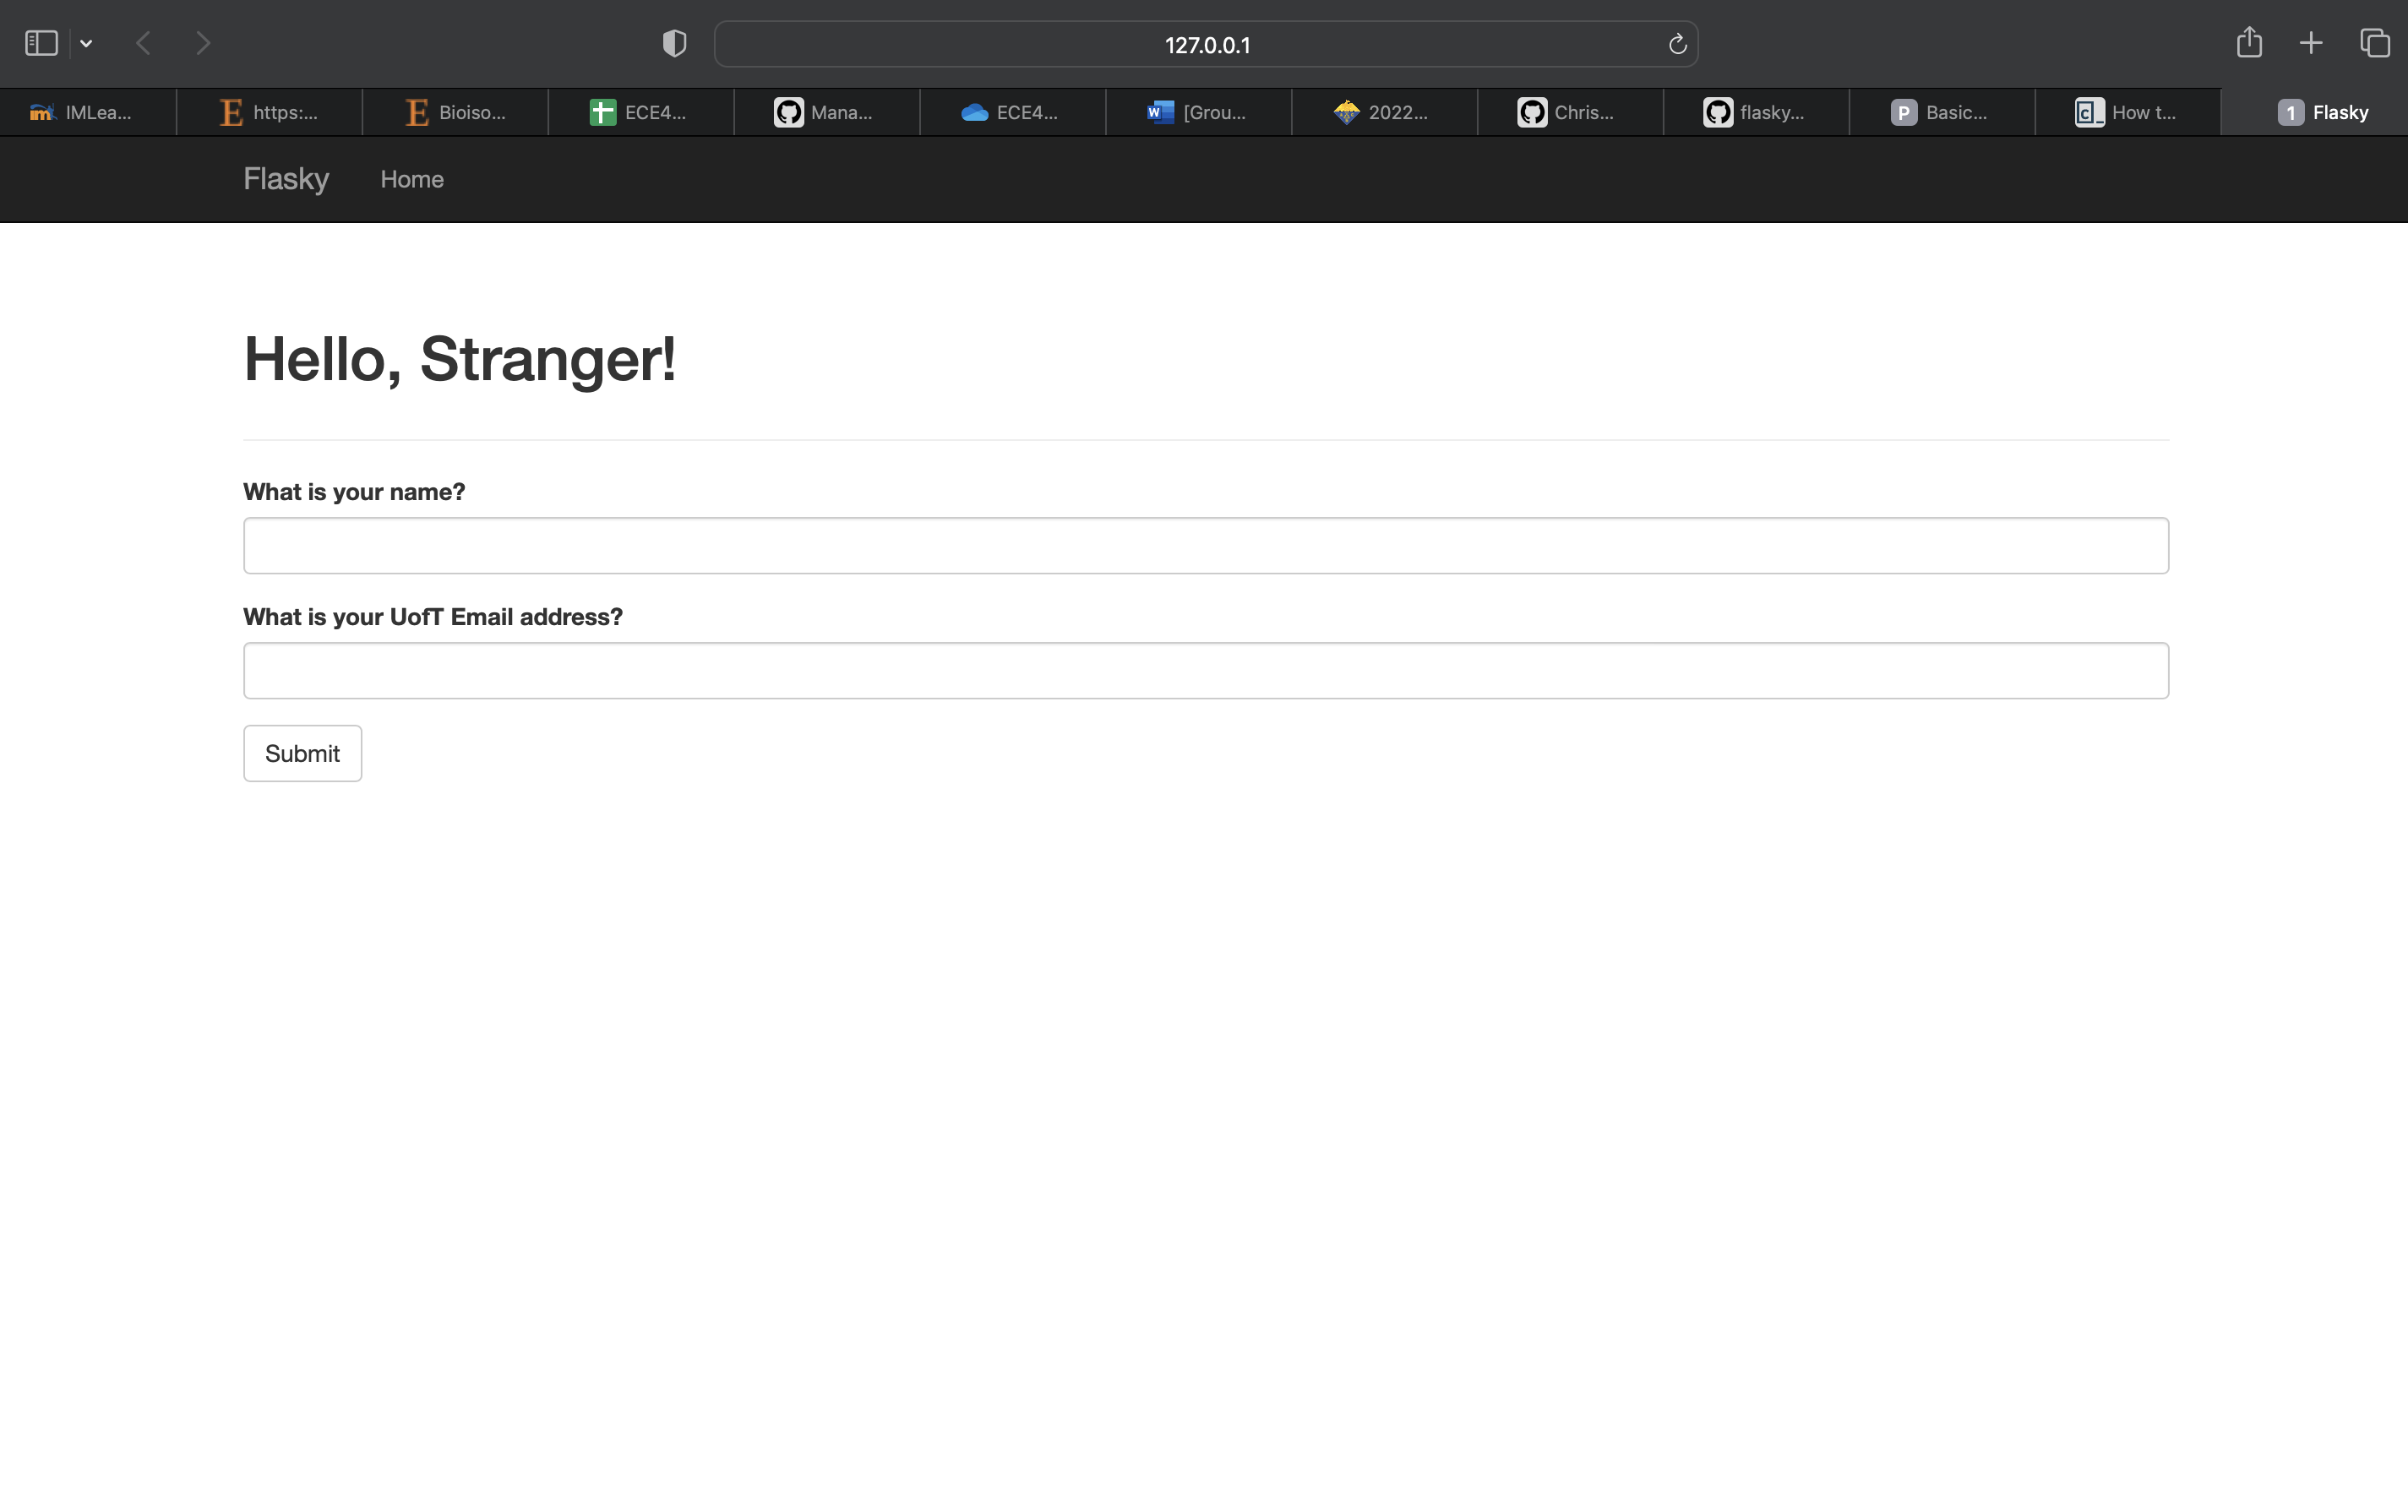 127.0.0.1
IMLea...
https:...
Bioiso...
ECE4...
Mana...
ECE4...
[Grou...
2022...
Chris...
flasky...
Basic...
How t...
Flasky
Flasky Home
Hello, Stranger!
What is your name?
What is your UofT Email address?
Submit